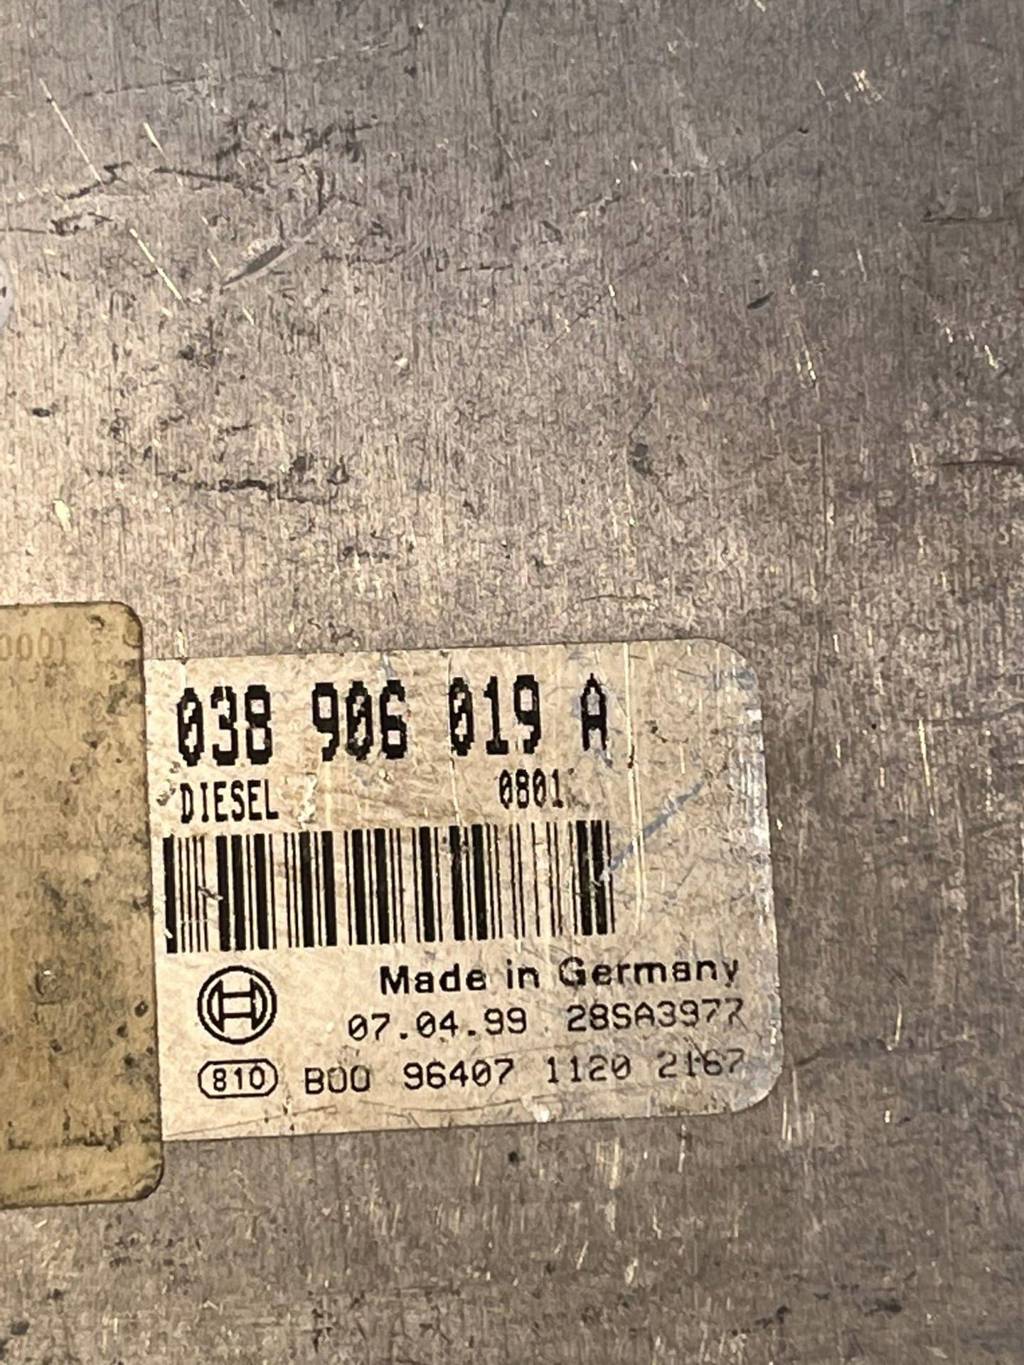 038 906 019 A
DIESEL 0801
Made in Germany
07.04.99 28SA3977
810 B00 96407 1120 2167